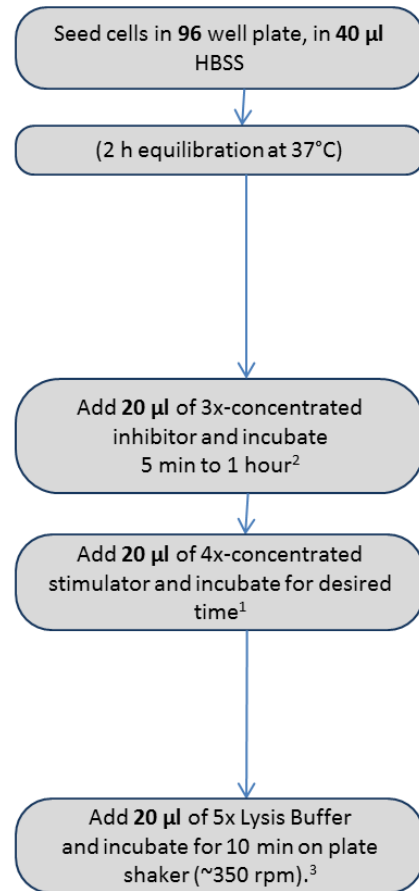 Seed cells in 96 well plate, in 40 µl
HBSS
(2 h equilibration at 37°C)
Add 20 µl of 3x-concentrated
inhibitor and incubate
5 min to 1 hour²
Add 20 µl of 4x-concentrated
stimulator and incubate for desired
time¹
Add 20 µl of 5x Lysis Buffer
and incubate for 10 min on plate
shaker (~350 rpm).³